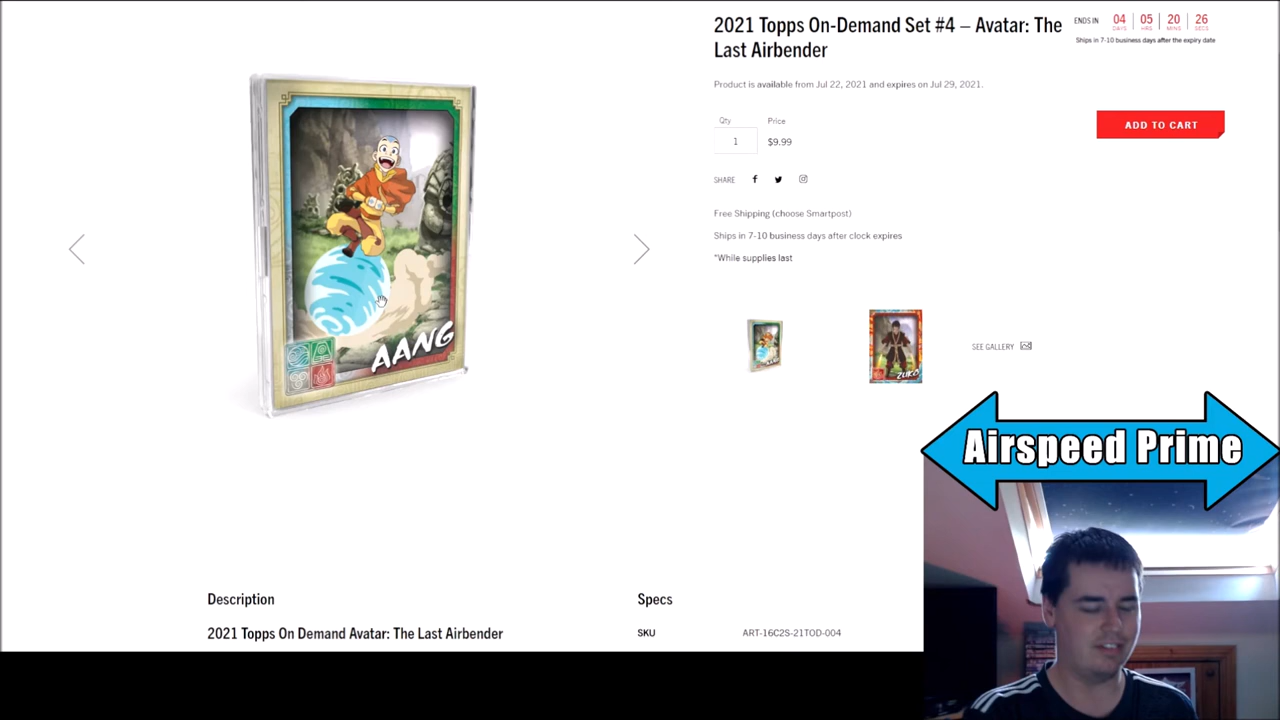 2021 Topps On-Demand Set #4 – Avatar: The
Last Airbender
ENDS IN 04 05 20 26
DAYS HRS MINS SECS
Ships in 7-10 business days after the expiry date
Product is available from Jul 22, 2021 and expires on Jul 29, 2021.
Qty Price
1 $9.99
ADD TO CART
SHARE
Free Shipping (choose Smartpost)
Ships in 7-10 business days after clock expires
*While supplies last
AANG
ZUKO
SEE GALLERY
Airspeed Prime
Description
Specs
2021 Topps On Demand Avatar: The Last Airbender
SKU ART-16C2S-21TOD-004